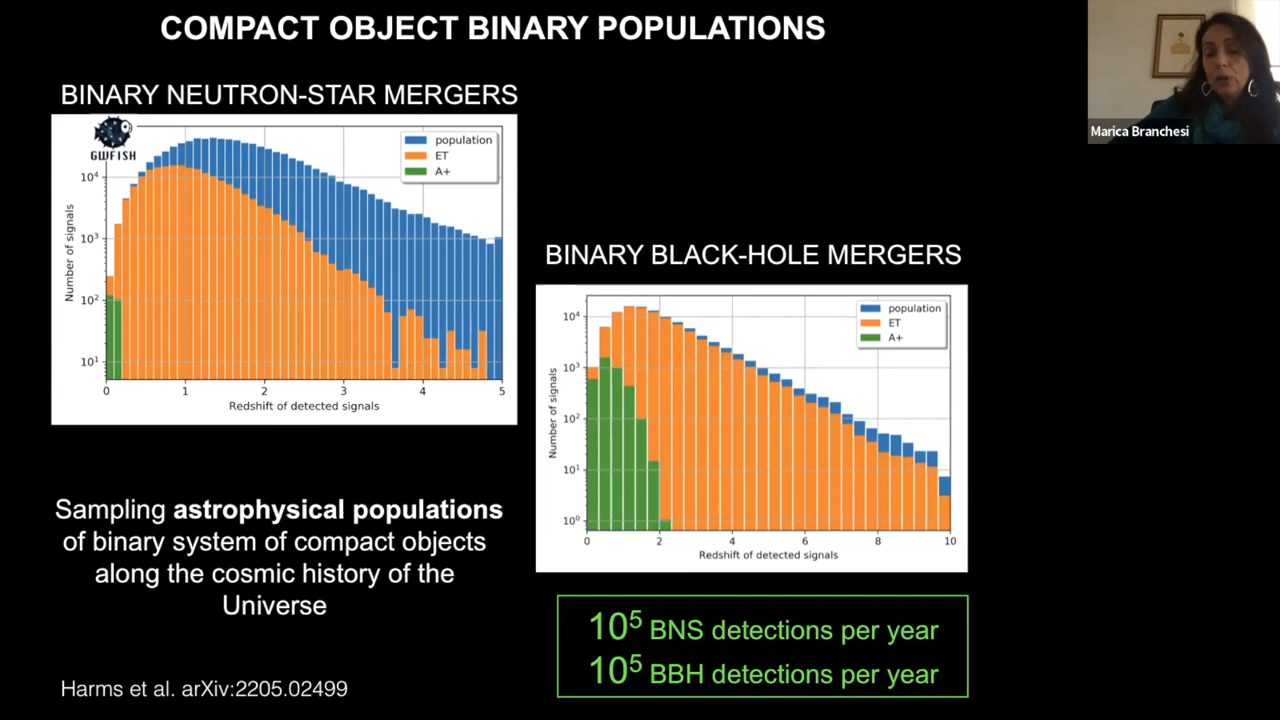 COMPACT OBJECT BINARY POPULATIONS
Marica Branchesi
BINARY NEUTRON-STAR MERGERS
GWFISH
population
ET
A+
Number of signals
10⁴
10³
10²
10¹
0 1 2 3 4 5
Redshift of detected signals
BINARY BLACK-HOLE MERGERS
population
ET
A+
Number of signals
10⁴
10³
10²
10¹
10⁰
0 2 4 6 8 10
Redshift of detected signals
Sampling astrophysical populations
of binary system of compact objects
along the cosmic history of the
Universe
10⁵ BNS detections per year
10⁵ BBH detections per year
Harms et al. arXiv:2205.02499